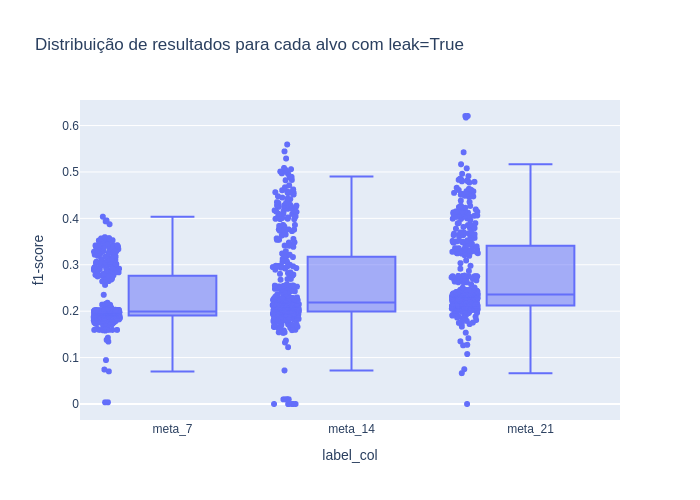 Distribuição de resultados para cada alvo com leak=True
f1-score
0.6
0.5
0.4
0.3
0.2
0.1
0
meta_7
meta_14
meta_21
label_col